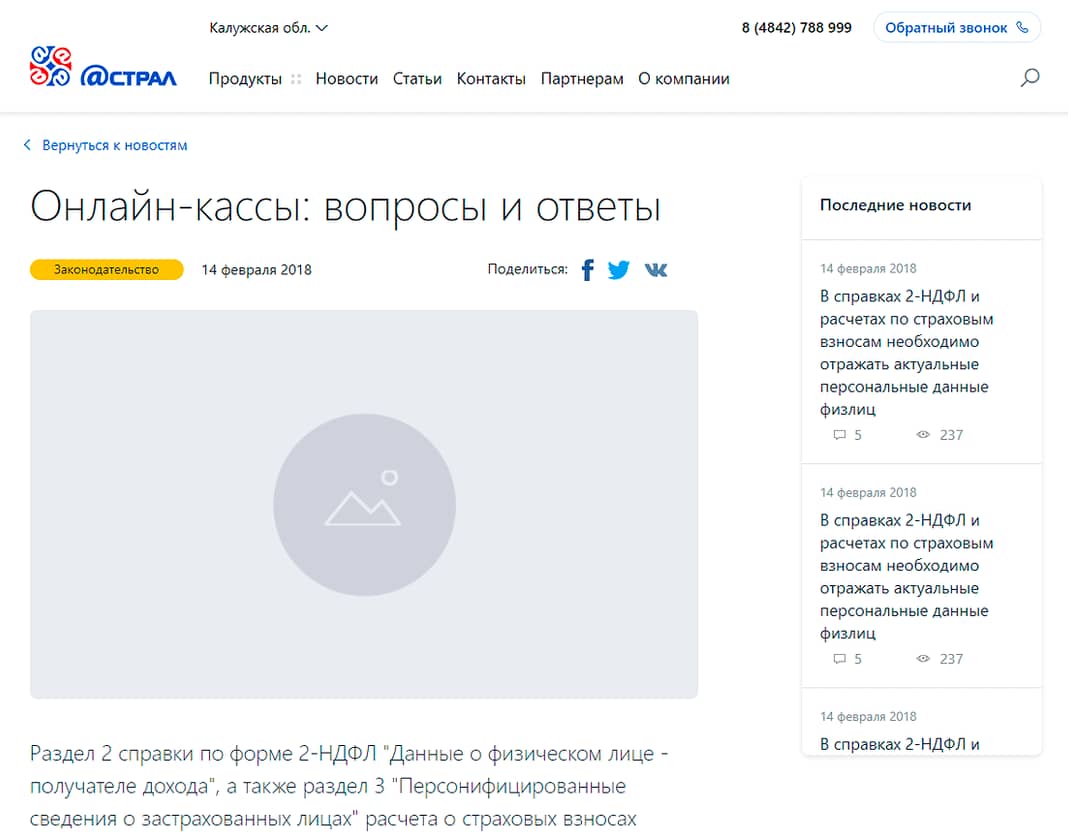 Калужская обл.
8 (4842) 788 999
Обратный звонок
@СТРАЛ
Продукты
Новости
Статьи
Контакты
Партнерам
О компании
Вернуться к новостям
Онлайн-кассы: вопросы и ответы
Законодательство
14 февраля 2018
Поделиться:
Раздел 2 справки по форме 2-НДФЛ "Данные о физическом лице -
получателе дохода", а также раздел 3 "Персонифицированные
сведения о застрахованных лицах" расчета о страховых взносах
Последние новости
14 февраля 2018
В справках 2-НДФЛ и
расчетах по страховым
взносам необходимо
отражать актуальные
персональные данные
физлиц
5
237
14 февраля 2018
В справках 2-НДФЛ и
расчетах по страховым
взносам необходимо
отражать актуальные
персональные данные
физлиц
5
237
14 февраля 2018
В справках 2-НДФЛ и